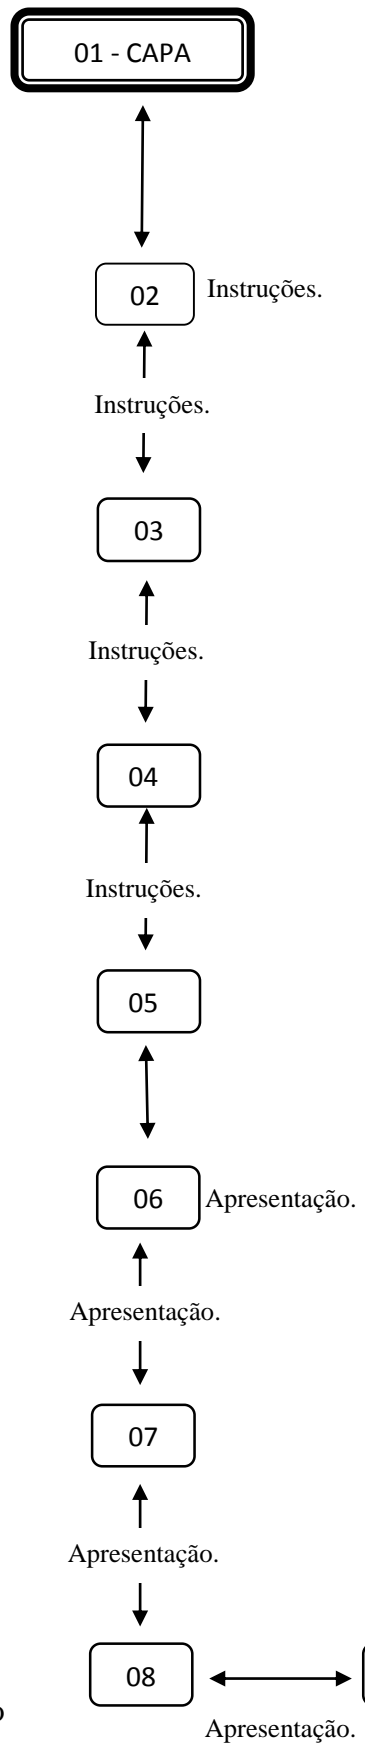 01 - CAPA
02 Instruções.
Instruções.
03
Instruções.
04
Instruções.
05
06 Apresentação.
Apresentação.
07
Apresentação.
08
o
Apresentação.